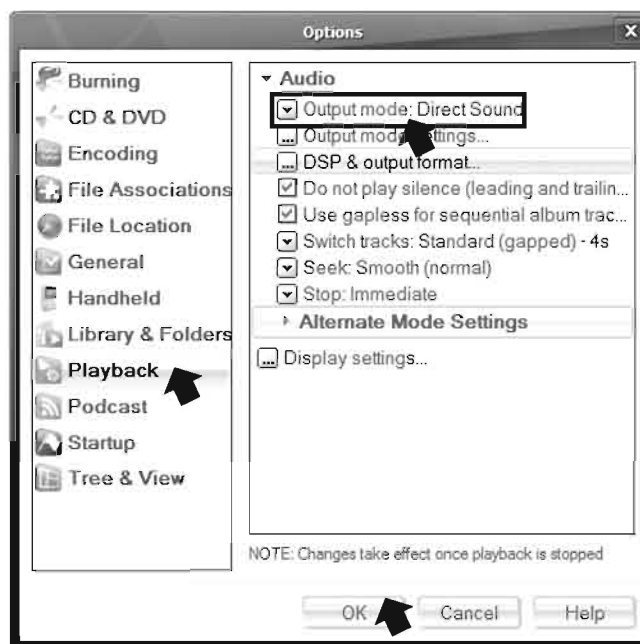 Options
X
Burning
CD & DVD
Encoding
File Associations
File Location
General
Handheld
Library & Folders
Playback
Podcast
Startup
Tree & View
Audio
Output mode: Direct Sound
Output mode settings...
DSP & output format...
Do not play silence (leading and trailin...
Use gapless for sequential album trac...
Switch tracks: Standard (gapped) - 4s
Seek: Smooth (normal)
Stop: Immediate
Alternate Mode Settings
Display settings...
NOTE: Changes take effect once playback is stopped
OK
Cancel
Help